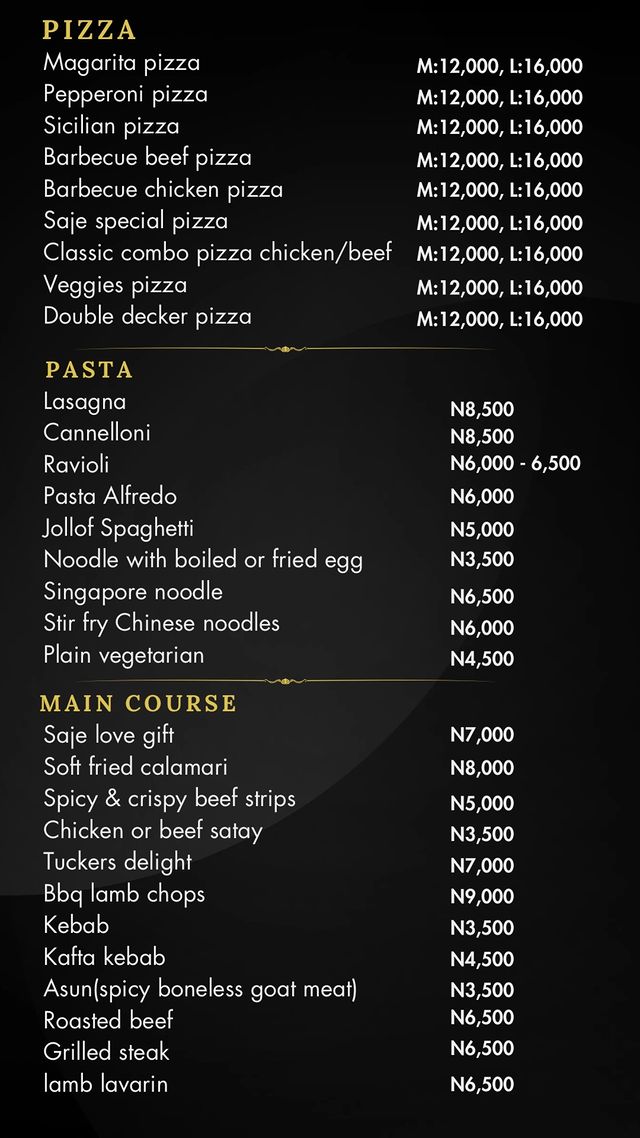 PIZZA
Magarita pizza M:12,000, L:16,000
Pepperoni pizza M:12,000, L:16,000
Sicilian pizza M:12,000, L:16,000
Barbecue beef pizza M:12,000, L:16,000
Barbecue chicken pizza M:12,000, L:16,000
Saje special pizza M:12,000, L:16,000
Classic combo pizza chicken/beef M:12,000, L:16,000
Veggies pizza M:12,000, L:16,000
Double decker pizza M:12,000, L:16,000
PASTA
Lasagna N8,500
Cannelloni N8,500
Ravioli N6,000 - 6,500
Pasta Alfredo N6,000
Jollof Spaghetti N5,000
Noodle with boiled or fried egg N3,500
Singapore noodle N6,500
Stir fry Chinese noodles N6,000
Plain vegetarian N4,500
MAIN COURSE
Saje love gift N7,000
Soft fried calamari N8,000
Spicy & crispy beef strips N5,000
Chicken or beef satay N3,500
Tuckers delight N7,000
Bbq lamb chops N9,000
Kebab N3,500
Kafta kebab N4,500
Asun(spicy boneless goat meat) N3,500
Roasted beef N6,500
Grilled steak N6,500
lamb lavarin N6,500